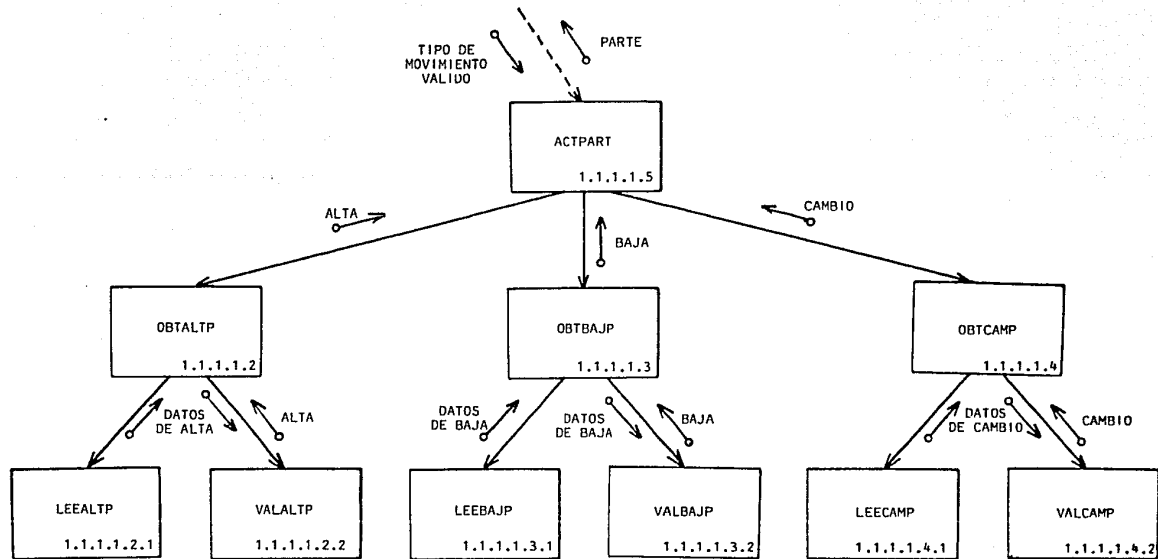 TIPO DE
MOVIMIENTO
VALIDO
PARTE
ACTPART
1.1.1.1.5
ALTA
BAJA
CAMBIO
OBTALTP
1.1.1.1.2
OBTBAJP
1.1.1.1.3
OBTCAMP
1.1.1.1.4
DATOS
DE ALTA
ALTA
DATOS
DE BAJA
DATOS
DE BAJA
BAJA
DATOS
DE CAMBIO
CAMBIO
LEEALTP
1.1.1.1.2.1
VALALTP
1.1.1.1.2.2
LEEBAJP
1.1.1.1.3.1
VALBAJP
1.1.1.1.3.2
LEECAMP
1.1.1.1.4.1
VALCAMP
1.1.1.1.4.2